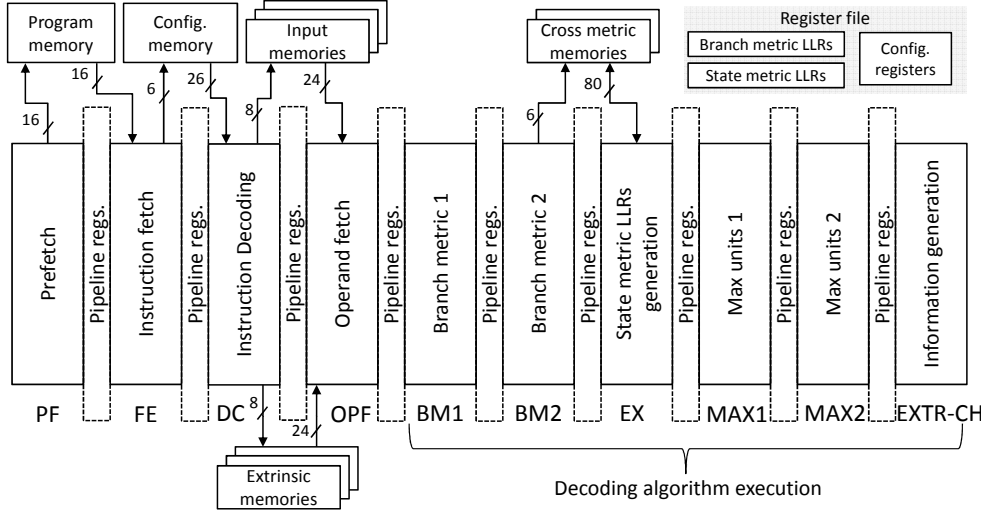 Program
memory
Config.
memory
Input
memories
Cross metric
memories
Register file
Branch metric LLRs
State metric LLRs
Config.
registers
16
16
6
26
8
24
6
80
Prefetch
Pipeline regs.
Instruction fetch
Pipeline regs.
Instruction Decoding
Pipeline regs.
Operand fetch
Pipeline regs.
Branch metric 1
Pipeline regs.
Branch metric 2
Pipeline regs.
State metric LLRs
generation
Pipeline regs.
Max units 1
Pipeline regs.
Max units 2
Pipeline regs.
Information generation
PF
FE
DC
OPF
BM1
BM2
EX
MAX1
MAX2
EXTR-CH
8
24
Extrinsic
memories
Decoding algorithm execution